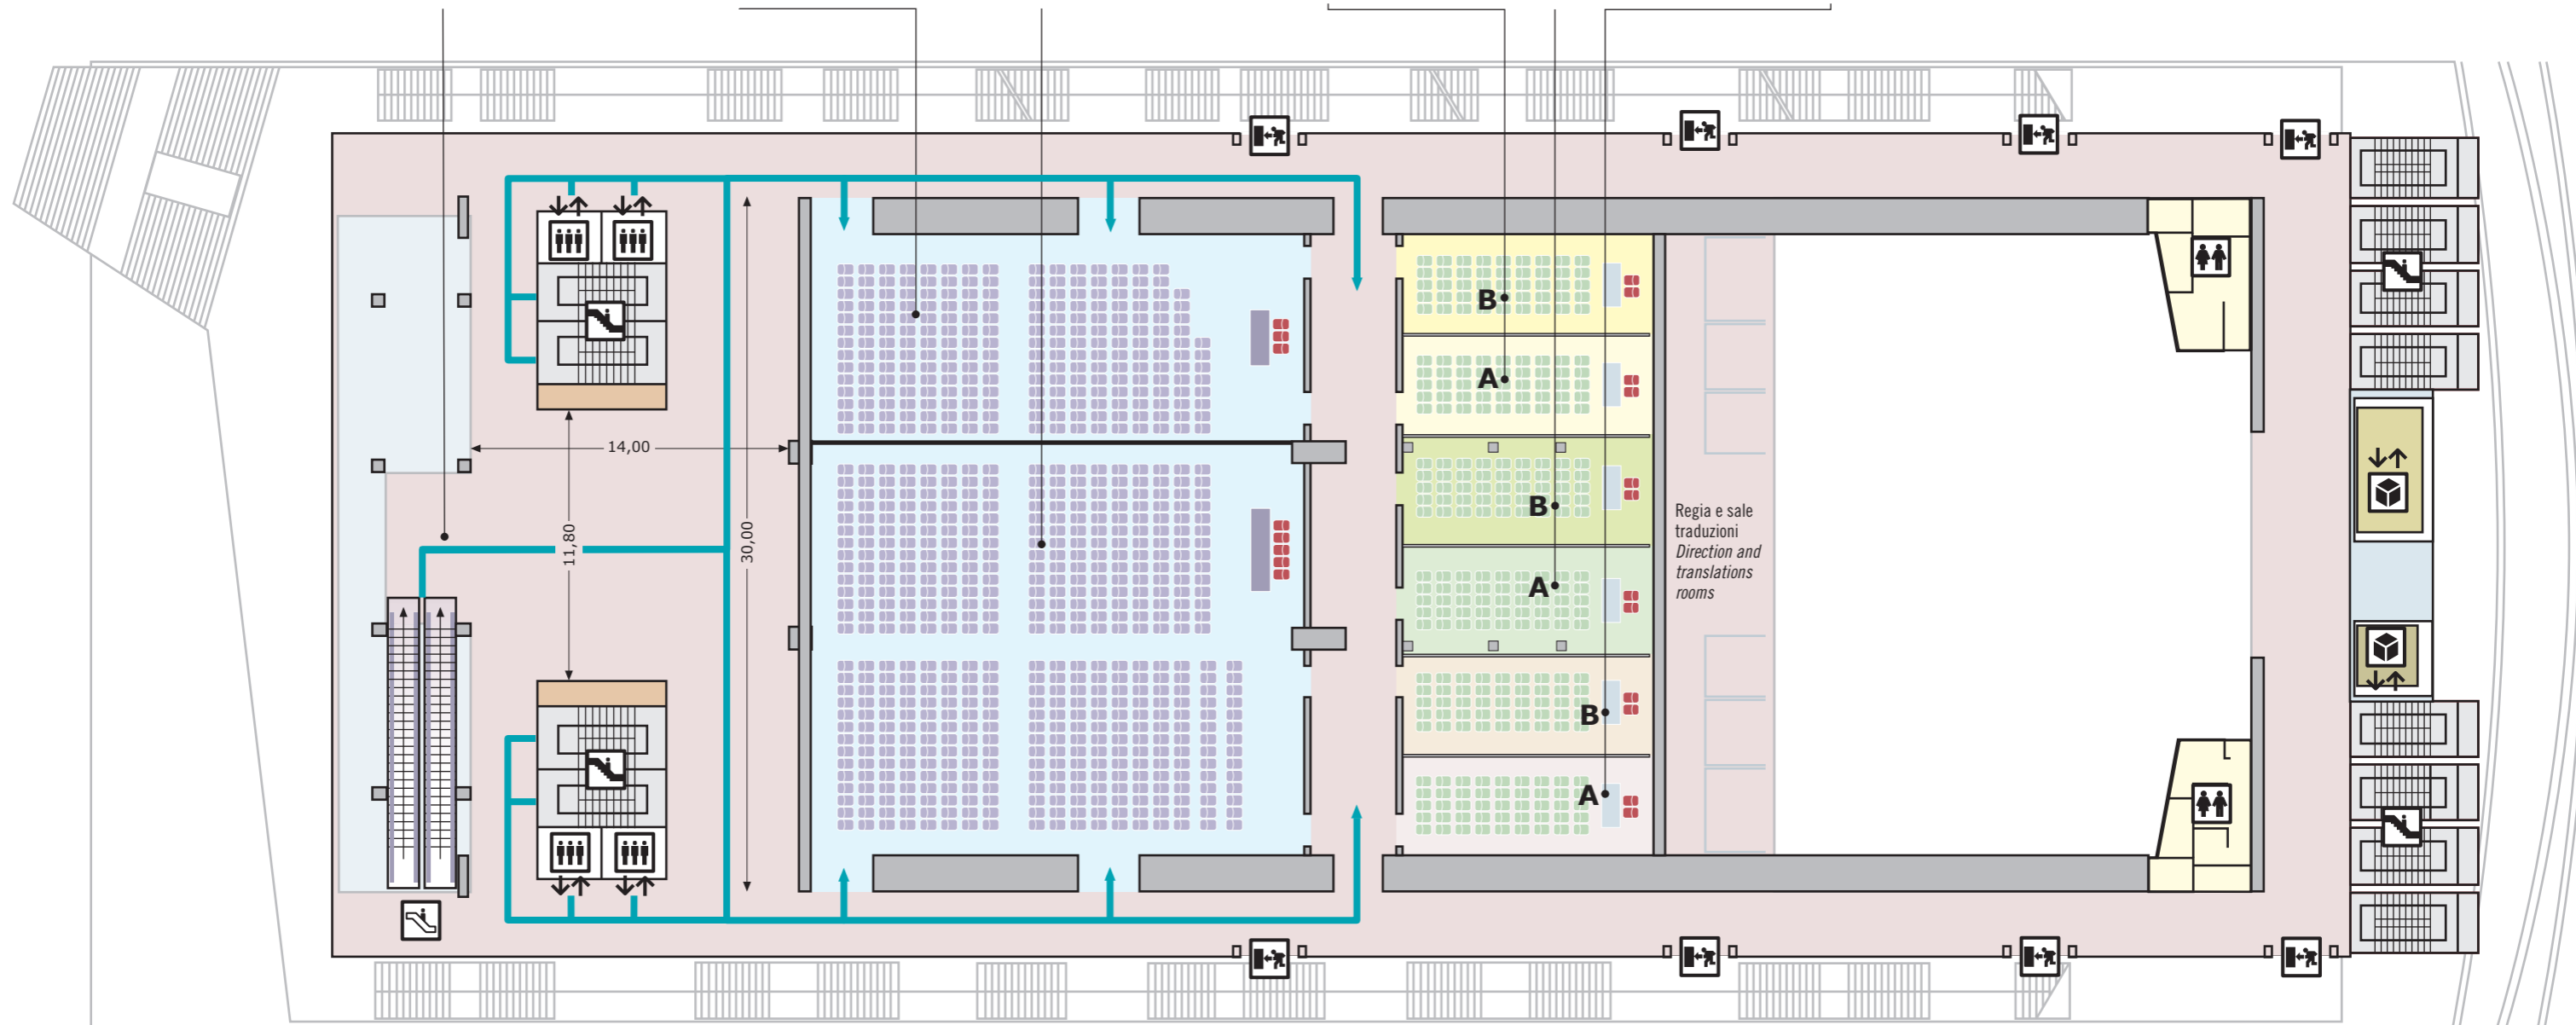 B
A
14,00
11,80
30,00
B
A
B
A
Regia e sale
traduzioni
Direction and
translations
rooms